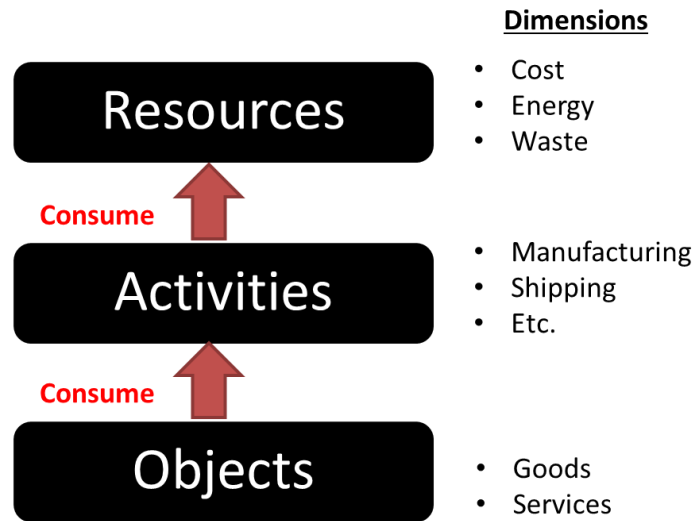 Dimensions
Resources
• Cost
• Energy
• Waste
Consume
Activities
• Manufacturing
• Shipping
• Etc.
Consume
Objects
• Goods
• Services